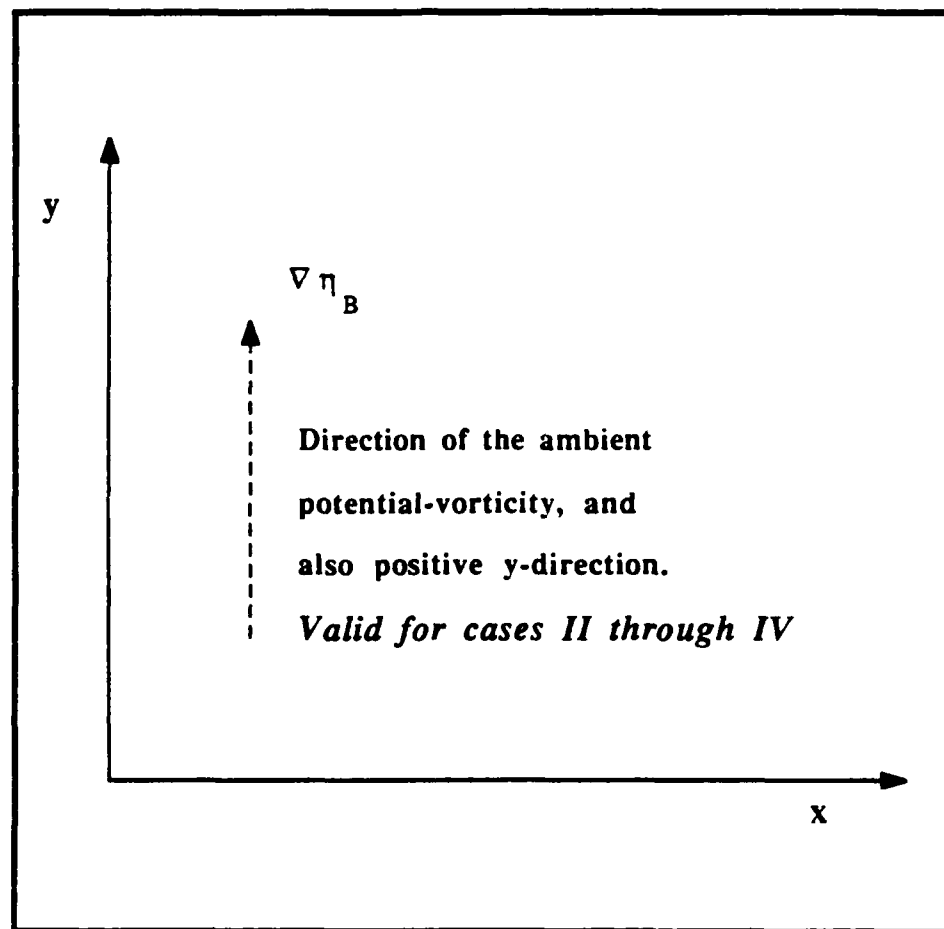 y
∇ η B
Direction of the ambient
potential-vorticity, and
also positive y-direction.
Valid for cases II through IV
x